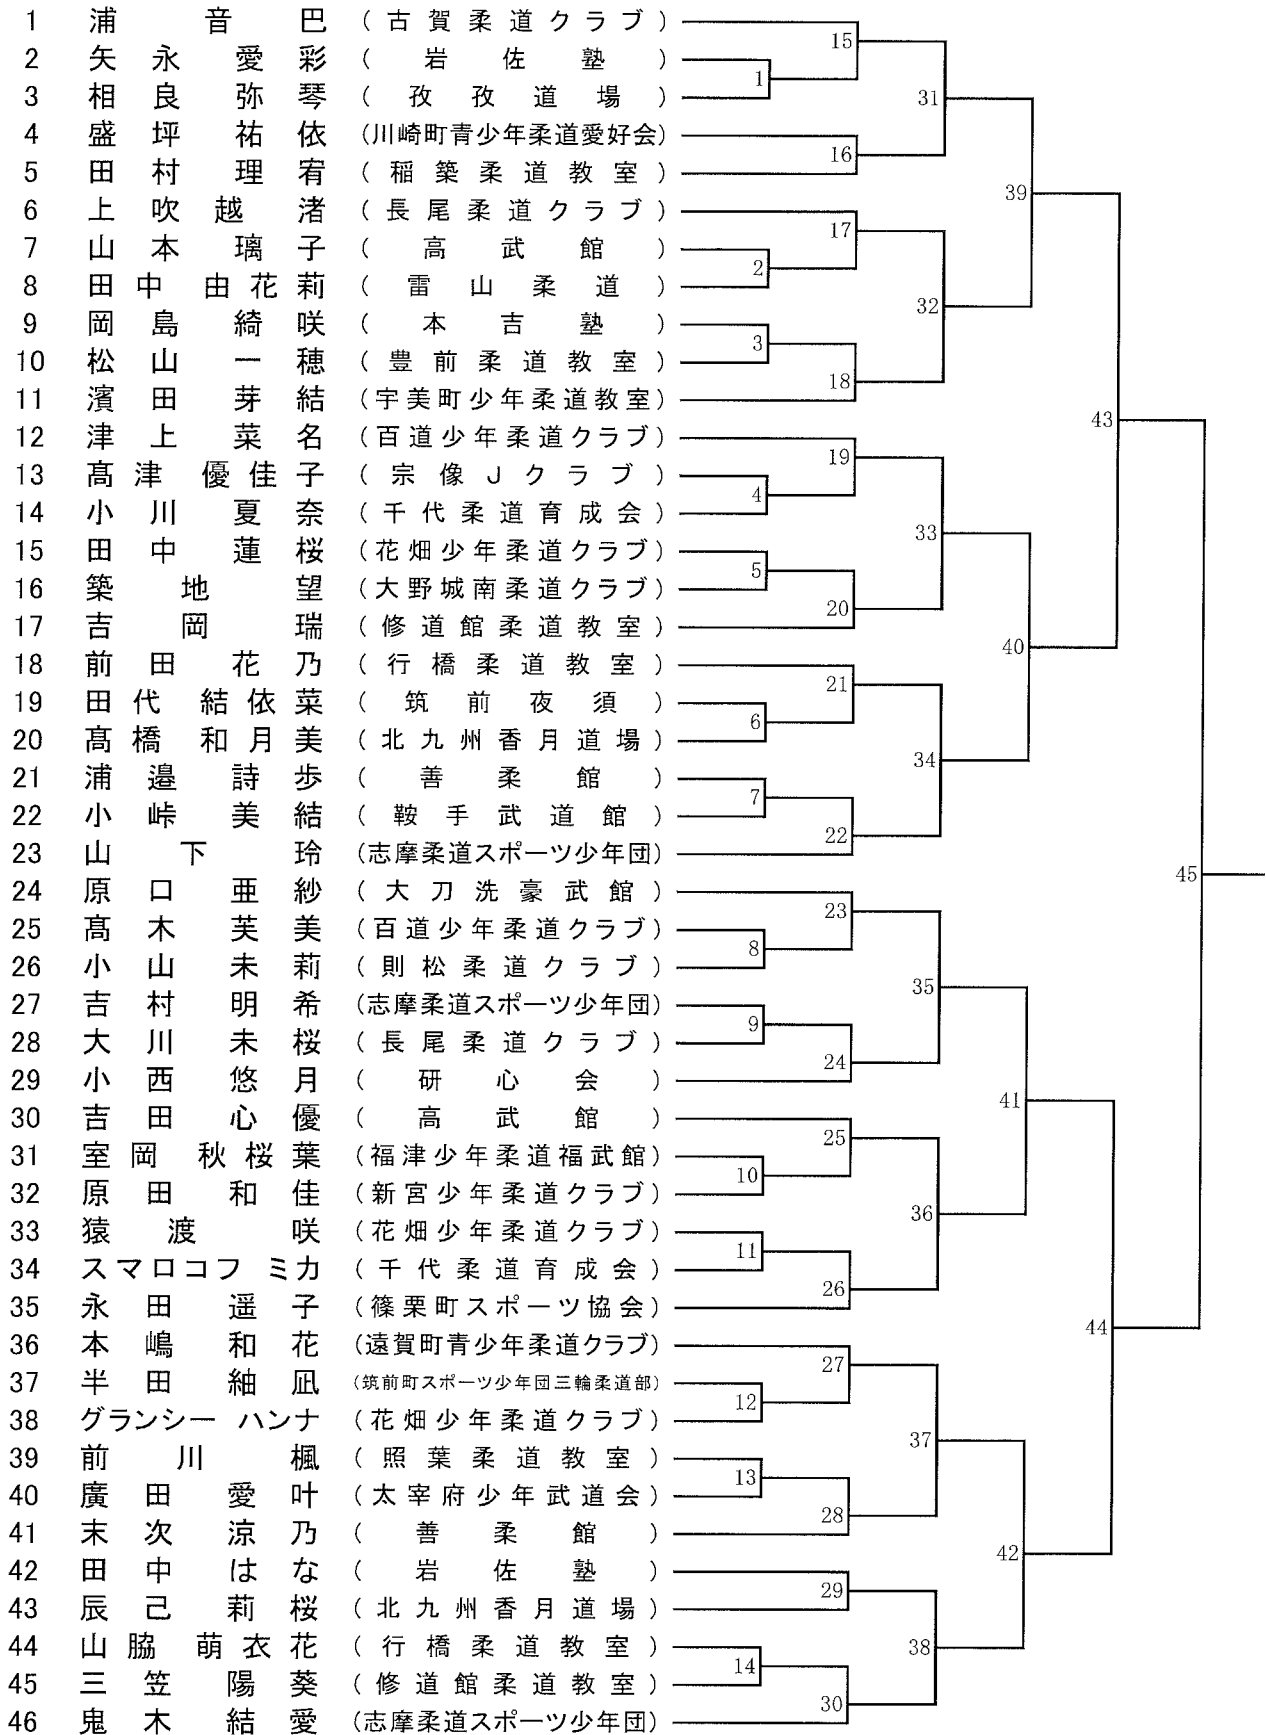 1 浦 音 巴 (古賀柔道クラブ)
2 矢永 愛彩 (岩佐塾)
3 相良 弥琴 (孜孜道場)
4 盛坪 祐依 (川崎町青少年柔道愛好会)
5 田村 理宥 (稲築柔道教室)
6 上吹越 渚 (長尾柔道クラブ)
7 山本 璃子 (高武館)
8 田中 由花莉 (雷山柔道)
9 岡島 綺咲 (本吉塾)
10 松山 一穂 (豊前柔道教室)
11 濱田 芽結 (宇美町少年柔道教室)
12 津上 菜名 (百道少年柔道クラブ)
13 髙津 優佳子 (宗像Jクラブ)
14 小川 夏奈 (千代柔道育成会)
15 田中 蓮桜 (花畑少年柔道クラブ)
16 築地 望 (大野城南柔道クラブ)
17 吉岡 瑞 (修道館柔道教室)
18 前田 花乃 (行橋柔道教室)
19 田代 結依菜 (筑前夜須)
20 髙橋 和月美 (北九州香月道場)
21 浦邉 詩歩 (善柔館)
22 小峠 美結 (鞍手武道館)
23 山下 玲 (志摩柔道スポーツ少年団)
24 原口 亜紗 (大刀洗豪武館)
25 髙木 芙美 (百道少年柔道クラブ)
26 小山 未莉 (則松柔道クラブ)
27 吉村 明希 (志摩柔道スポーツ少年団)
28 大川 未桜 (長尾柔道クラブ)
29 小西 悠月 (研心会)
30 吉田 心優 (高武館)
31 室岡 秋桜葉 (福津少年柔道福武館)
32 原田 和佳 (新宮少年柔道クラブ)
33 猿渡 咲 (花畑少年柔道クラブ)
34 スマロコフ ミカ (千代柔道育成会)
35 永田 遥子 (篠栗町スポーツ協会)
36 本嶋 和花 (遠賀町青少年柔道クラブ)
37 半田 紬凪 (筑前町スポーツ少年団三輪柔道部)
38 グランシー ハンナ (花畑少年柔道クラブ)
39 前川 楓 (照葉柔道教室)
40 廣田 愛叶 (太宰府少年武道会)
41 末次 涼乃 (善柔館)
42 田中 はな (岩佐塾)
43 辰己 莉桜 (北九州香月道場)
44 山脇 萌衣花 (行橋柔道教室)
45 三笠 陽葵 (修道館柔道教室)
46 鬼木 結愛 (志摩柔道スポーツ少年団)
1
2
3
4
5
6
7
8
9
10
11
12
13
14
15
16
17
18
19
20
21
22
23
24
25
26
27
28
29
30
31
32
33
34
35
36
37
38
39
40
41
42
43
44
45